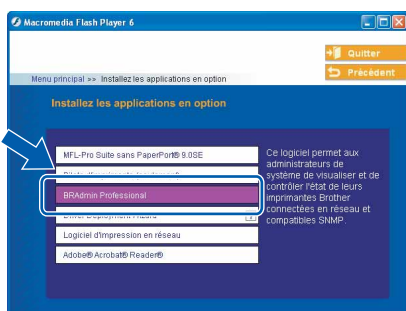 Macromedia Flash Player 6
Quitter
Précédent
Menu principal >> Installez les applications en option
Installez les applications en option
MFL-Pro Suite sans PaperPort® 9.0SE
BRAdmin Professional
Driver Deployment Wizard
Logiciel d'impression en réseau
Adobe® Acrobat® Reader®
Ce logiciel permet aux
administrateurs de
système de visualiser et de
contrôler l'état de leurs
imprimantes Brother
connectées en réseau et
compatibles SNMP.